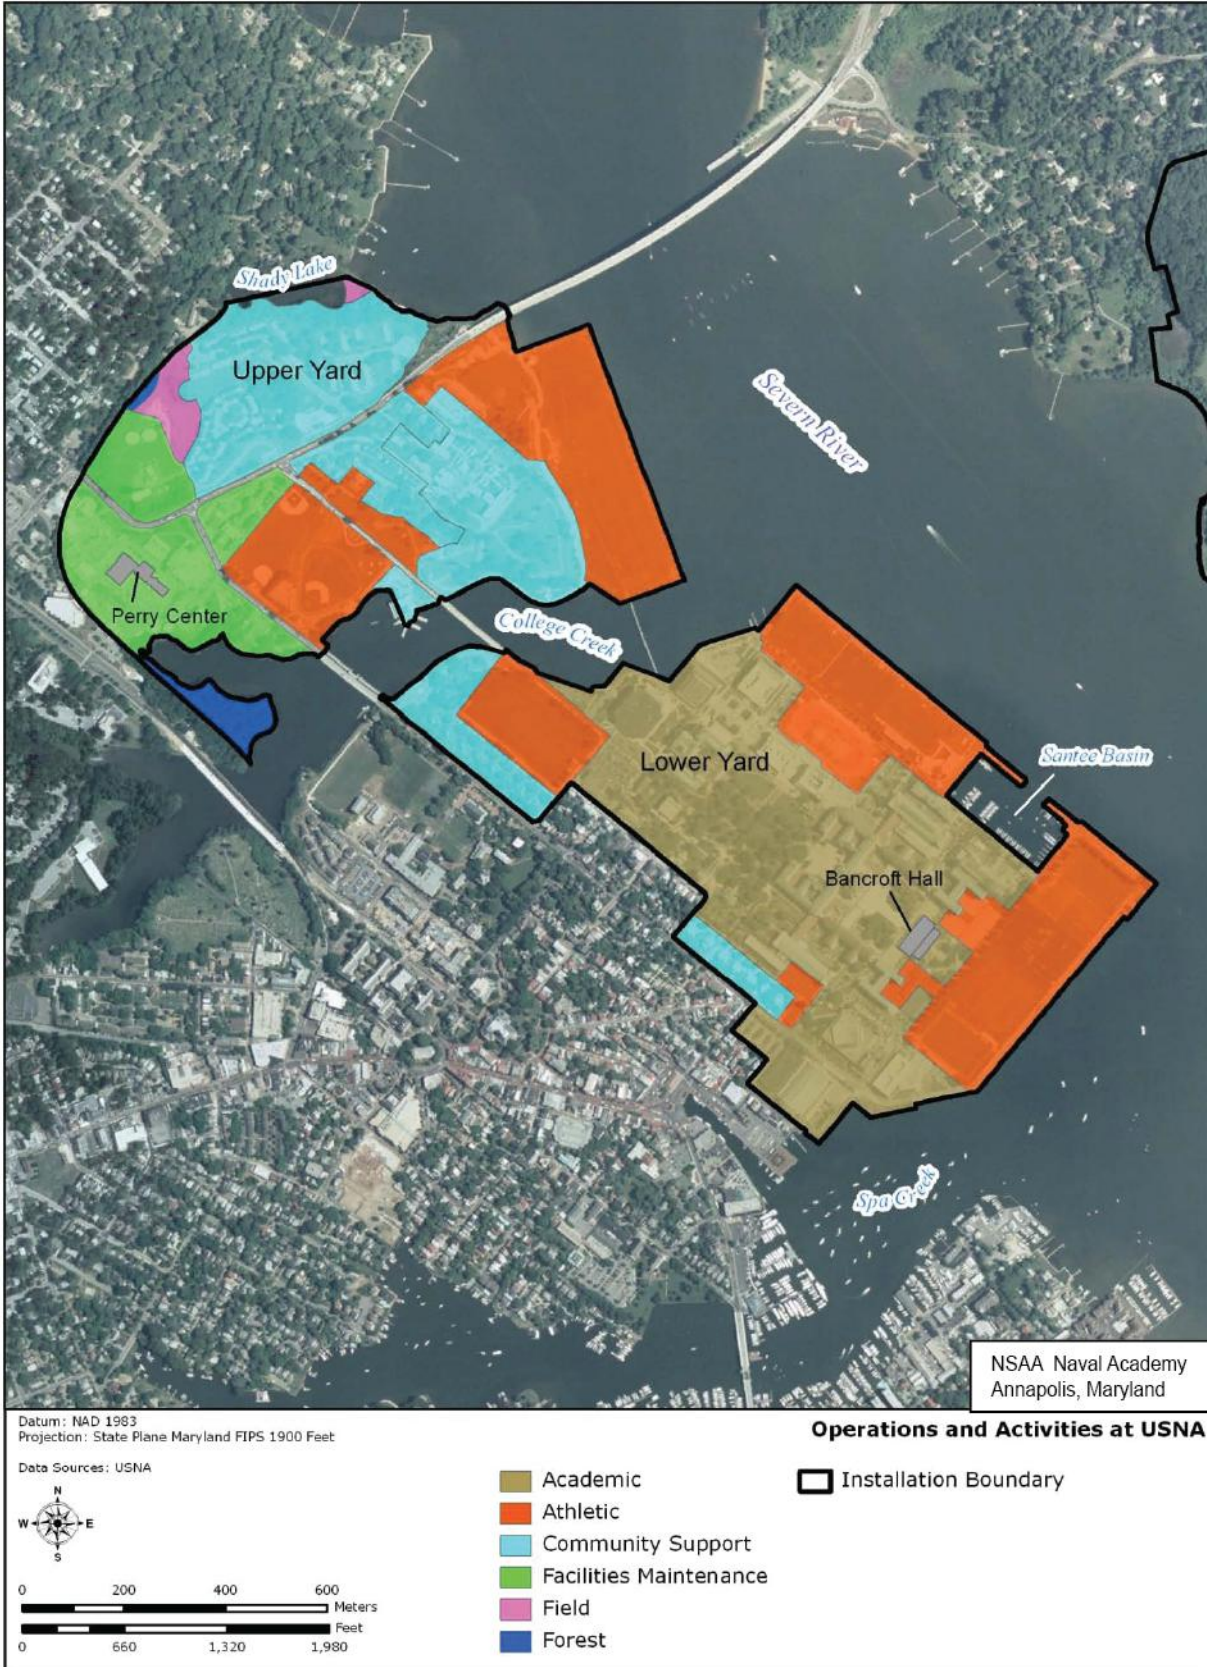 Shady Lake
Upper Yard
Severn River
Perry Center
College Creek
Lower Yard
Santee Basin
Bancroft Hall
Spa Creek
NSAA Naval Academy
Annapolis, Maryland
Datum: NAD 1983
Projection: State Plane Maryland FIPS 1900 Feet
Data Sources: USNA
N
W E
S
0 200 400 600
Meters
Feet
0 660 1,320 1,980
Operations and Activities at USNA
Academic
Athletic
Community Support
Facilities Maintenance
Field
Forest
Installation Boundary